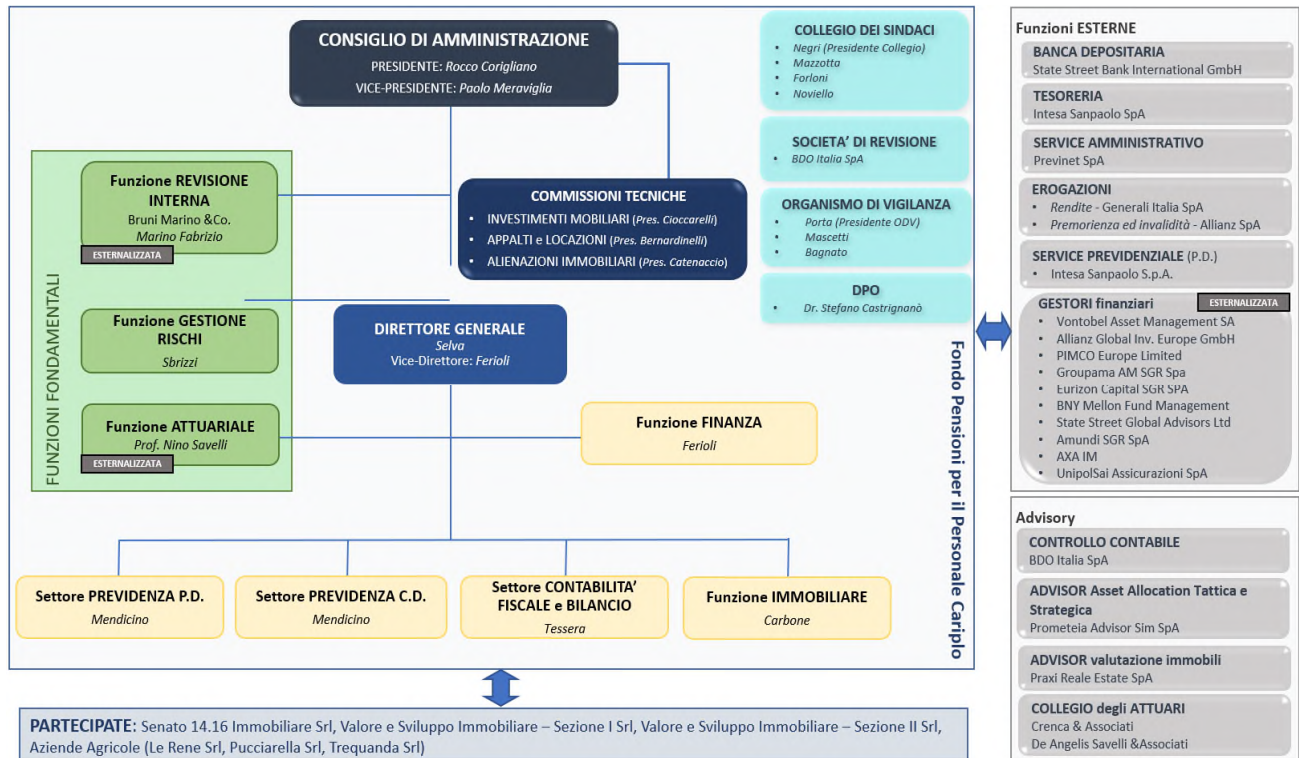 CONSIGLIO DI AMMINISTRAZIONE
PRESIDENTE: Rocco Corigliano
VICE-PRESIDENTE: Paolo Meraviglia
COLLEGIO DEI SINDACI
• Negri (Presidente Collegio)
• Mazzotta
• Forloni
• Noviello
SOCIETA’ DI REVISIONE
• BDO Italia SpA
ORGANISMO DI VIGILANZA
• Porta (Presidente ODV)
• Mascetti
• Bagnato
DPO
• Dr. Stefano Castrignanò
FUNZIONI FONDAMENTALI
Funzione REVISIONE
INTERNA
Bruni Marino &Co.
Marino Fabrizio
ESTERNALIZZATA
Funzione GESTIONE
RISCHI
Sbrizzi
Funzione ATTUARIALE
Prof. Nino Savelli
ESTERNALIZZATA
COMMISSIONI TECNICHE
• INVESTIMENTI MOBILIARI (Pres. Cioccarelli)
• APPALTI e LOCAZIONI (Pres. Bernardinelli)
• ALIENAZIONI IMMOBILIARI (Pres. Catenaccio)
DIRETTORE GENERALE
Selva
Vice-Direttore: Ferioli
Funzione FINANZA
Ferioli
Settore PREVIDENZA P.D.
Mendicino
Settore PREVIDENZA C.D.
Mendicino
Settore CONTABILITA’
FISCALE e BILANCIO
Tessera
Funzione IMMOBILIARE
Carbone
Fondo Pensioni per il Personale Cariplo
PARTECIPATE: Senato 14.16 Immobiliare Srl, Valore e Sviluppo Immobiliare – Sezione I Srl, Valore e Sviluppo Immobiliare – Sezione II Srl,
Aziende Agricole (Le Rene Srl, Pucciarella Srl, Trequanda Srl)
Funzioni ESTERNE
BANCA DEPOSITARIA
State Street Bank International GmbH
TESORERIA
Intesa Sanpaolo SpA
SERVICE AMMINISTRATIVO
Previnet SpA
EROGAZIONI
• Rendite - Generali Italia SpA
• Premorienza ed invalidità - Allianz SpA
SERVICE PREVIDENZIALE (P.D.)
• Intesa Sanpaolo S.p.A.
GESTORI finanziari
ESTERNALIZZATA
• Vontobel Asset Management SA
• Allianz Global Inv. Europe GmbH
• PIMCO Europe Limited
• Groupama AM SGR Spa
• Eurizon Capital SGR SPA
• BNY Mellon Fund Management
• State Street Global Advisors Ltd
• Amundi SGR SpA
• AXA IM
• UnipolSai Assicurazioni SpA
Advisory
CONTROLLO CONTABILE
BDO Italia SpA
ADVISOR Asset Allocation Tattica e
Strategica
Prometeia Advisor Sim SpA
ADVISOR valutazione immobili
Praxi Reale Estate SpA
COLLEGIO degli ATTUARI
Crenca & Associati
De Angelis Savelli &Associati